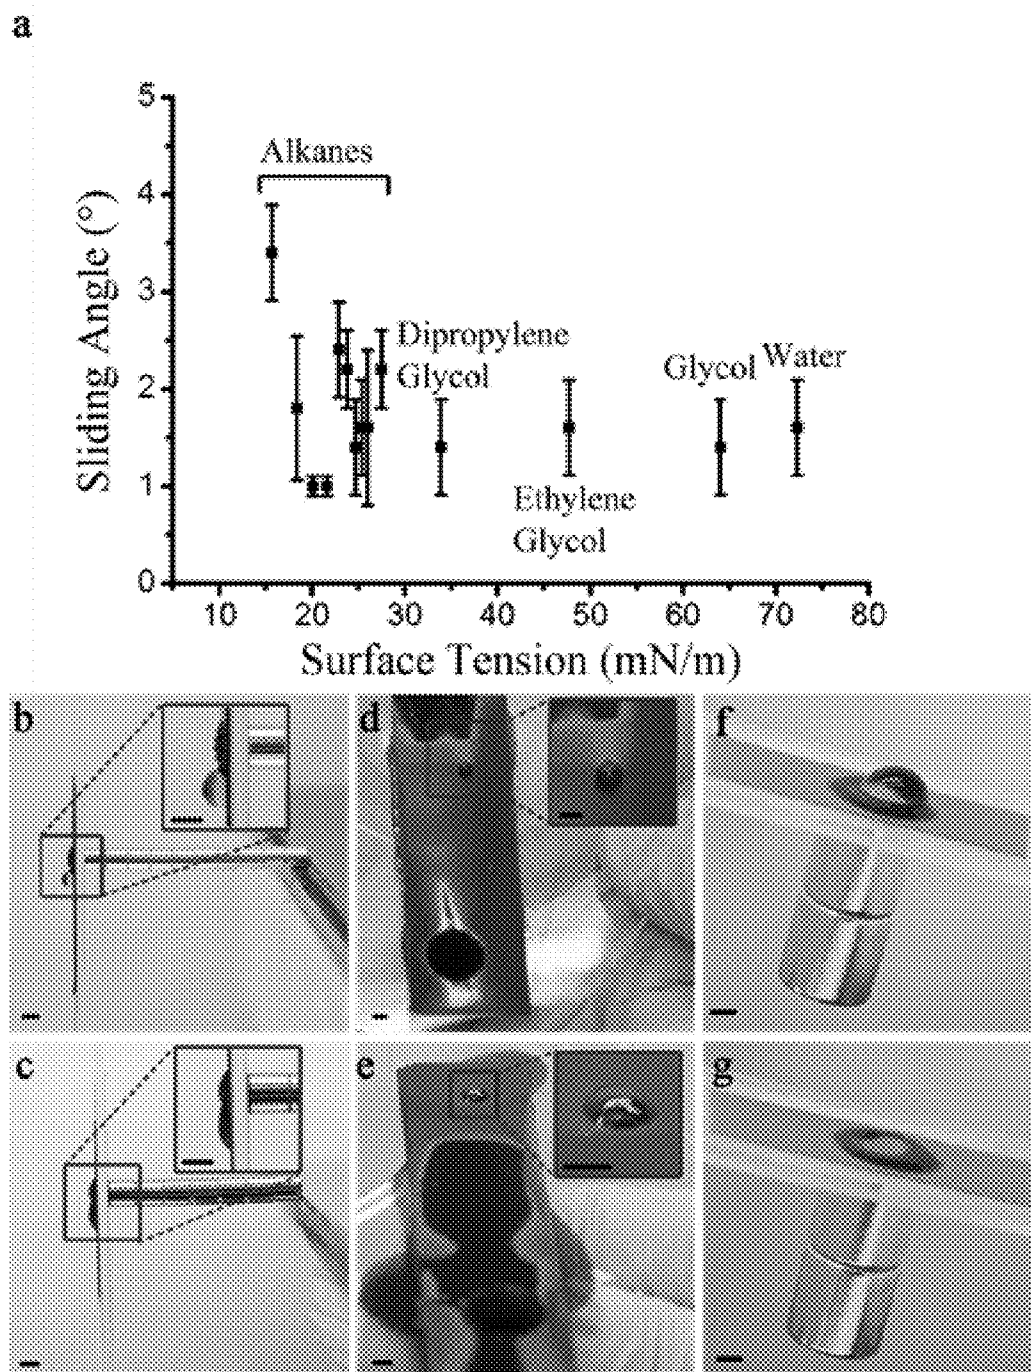 a
5
4
3
2
1
0
Sliding Angle (°)
Alkanes
Dipropylene
Glycol
Ethylene
Glycol
Glycol
Water
10 20 30 40 50 60 70 80
Surface Tension (mN/m)
b
d
f
c
e
g